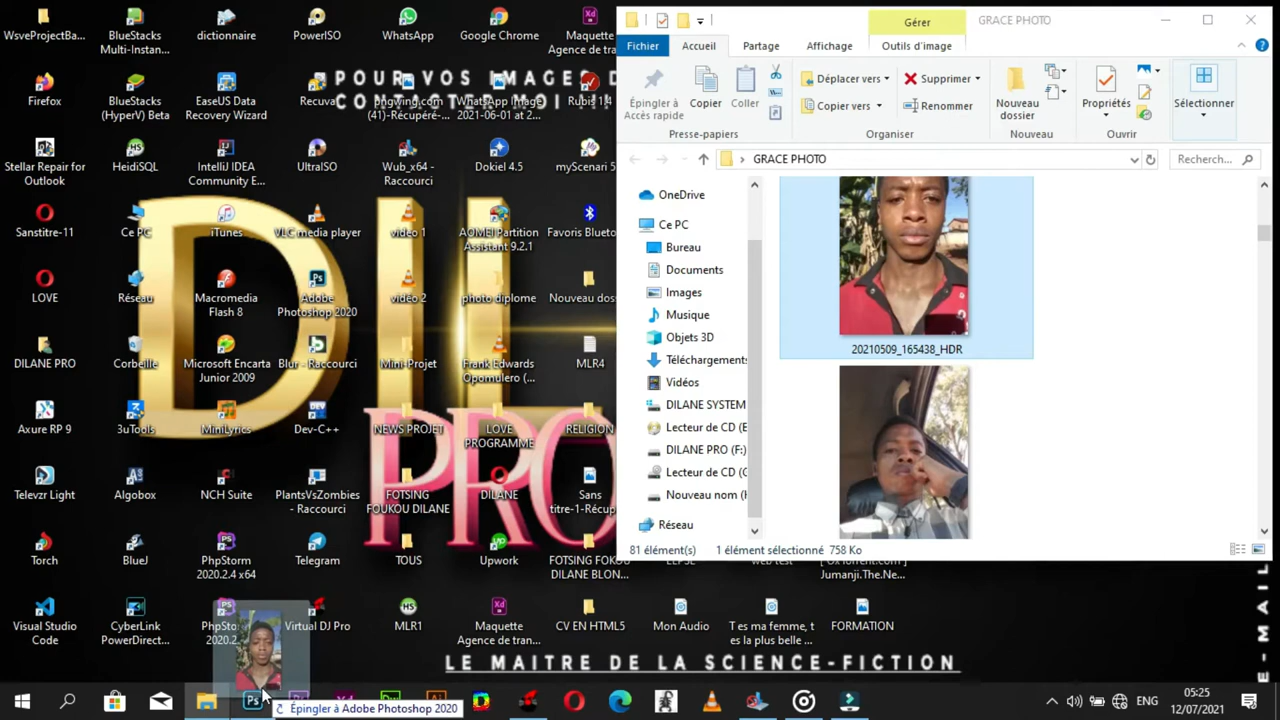 WsveProjectBa...
BlueStacks
Multi-Instan...
dictionnaire
PowerISO
WhatsApp
Google Chrome
Maquette
Agence de tra...
POUR VOS IMAGES D
Firefox
BlueStacks
(HyperV) Beta
EaseUS Data
Recovery Wizard
Recuva
pngwing.com
(41)-Récupéré-...
WhatsApp Image
2021-06-01 at 2...
Rubis 1.4
Stellar Repair for
Outlook
HeidiSQL
IntelliJ IDEA
Community E...
UltraISO
Wub_x64 -
Raccourci
Dokiel 4.5
myScenari 5
Sanstitre-11
Ce PC
iTunes
VLC media player
video 1
AOMEI Partition
Assistant 9.2.1
Favoris Blueto
LOVE
Réseau
Macromedia
Flash 8
Adobe
Photoshop 2020
video 2
photo diplome
Nouveau doss
DILANE PRO
Corbeille
Microsoft Encarta
Junior 2009
Blur - Raccourci
Mini-Projet
Frank Edwards
Opomulero (...
MLR4
Axure RP 9
3uTools
MiniLyrics
Dev-C++
NEWS PROJET
LOVE
PROGRAMME
RELIGION
Televzr Light
Algobox
NCH Suite
PlantsVsZombies
- Raccourci
FOTSING
FOUKOU DILANE
DILANE
Sans
titre-1-Récup
Torch
BlueJ
PhpStorm
2020.2.4 x64
Telegram
TOUS
Upwork
FOTSING FOKOU
DILANE BLON...
Jumanji.The.Ne...
Visual Studio
Code
CyberLink
PowerDirect...
PhpSto
2020.2
Virtual DJ Pro
MLR1
Maquette
Agence de tran...
CV EN HTML5
Mon Audio
T es ma femme, t
es la plus belle ...
FORMATION
DIL
PRO
LE MAITRE DE LA SCIENCE-FICTION
E-MAIL
Gérer
GRACE PHOTO
Fichier
Accueil
Partage
Affichage
Outils d'image
Épingler à
Accès rapide
Copier
Coller
Déplacer vers
Copier vers
Supprimer
Renommer
Nouveau
dossier
Propriétés
Sélectionner
Presse-papiers
Organiser
Nouveau
Ouvrir
GRACE PHOTO
Recherch...
OneDrive
Ce PC
Bureau
Documents
Images
Musique
Objets 3D
Téléchargements
Vidéos
DILANE SYSTEM
Lecteur de CD (E
DILANE PRO (F:)
Lecteur de CD (G
Nouveau nom (H
Réseau
20210509_165438_HDR
81 élément(s)
1 élément sélectionné 758 Ko
Épingler à Adobe Photoshop 2020
ENG
05:25
12/07/2021